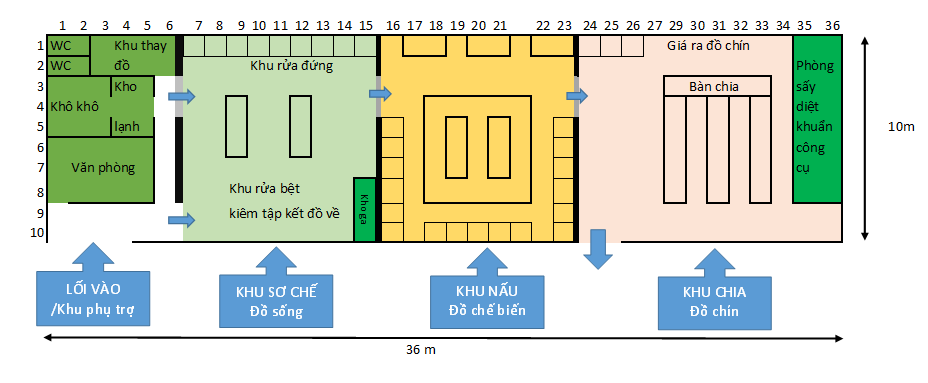 1 2 3 4 5 6 7 8 9 10 11 12 13 14 15 16 17 18 19 20 21 22 23 24 25 26 27 28 29 30 31 32 33 34 35 36
1
2
3
4
5
6
7
8
9
10
WC
WC
Khu thay
đồ
Kho
lạnh
Khô khô
Văn phòng
Khu rửa đứng
Khu rửa bệt
kiêm tập kết đồ về
Kho ga
Giá ra đồ chín
Bàn chia
Phòng
sấy
diệt
khuẩn
công
cụ
10m
LỐI VÀO
/Khu phụ trợ
KHU SƠ CHẾ
Đồ sống
KHU NẤU
Đồ chế biến
KHU CHIA
Đồ chín
36 m